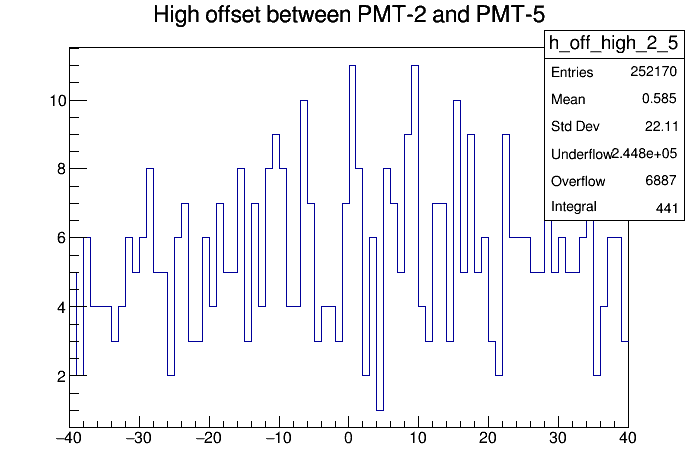 High offset between PMT-2 and PMT-5
h_off_high_2_5
Entries 252170
Mean 0.585
Std Dev 22.11
Underflow 2.448e+05
Overflow 6887
Integral 441
10
8
6
4
2
−40 −30 −20 −10 0 10 20 30 40